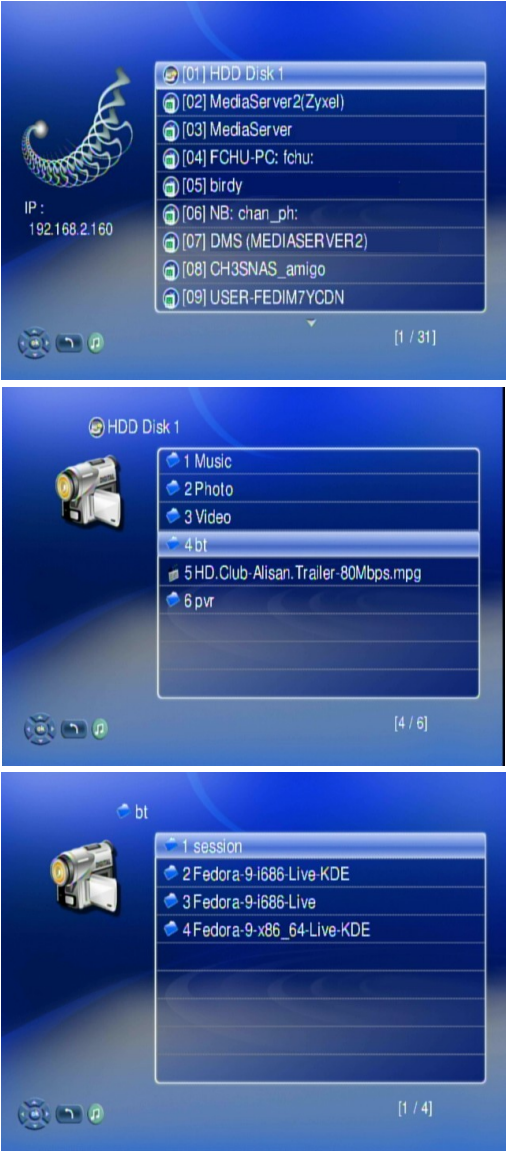 [01] HDD Disk 1
[02] MediaServer2(Zyxel)
[03] MediaServer
[04] FCHU-PC: fchu:
[05] birdy
[06] NB: chan_ph:
[07] DMS (MEDIASERVER2)
[08] CH3SNAS_amigo
[09] USER-FEDIM7YCDN
IP :
192.168.2.160
[1 / 31]
HDD Disk 1
1 Music
2 Photo
3 Video
4 bt
5 HD.Club-Alisan.Trailer-80Mbps.mpg
6 pvr
[4 / 6]
bt
1 session
2 Fedora-9-i686-Live-KDE
3 Fedora-9-i686-Live
4 Fedora-9-x86_64-Live-KDE
[1 / 4]